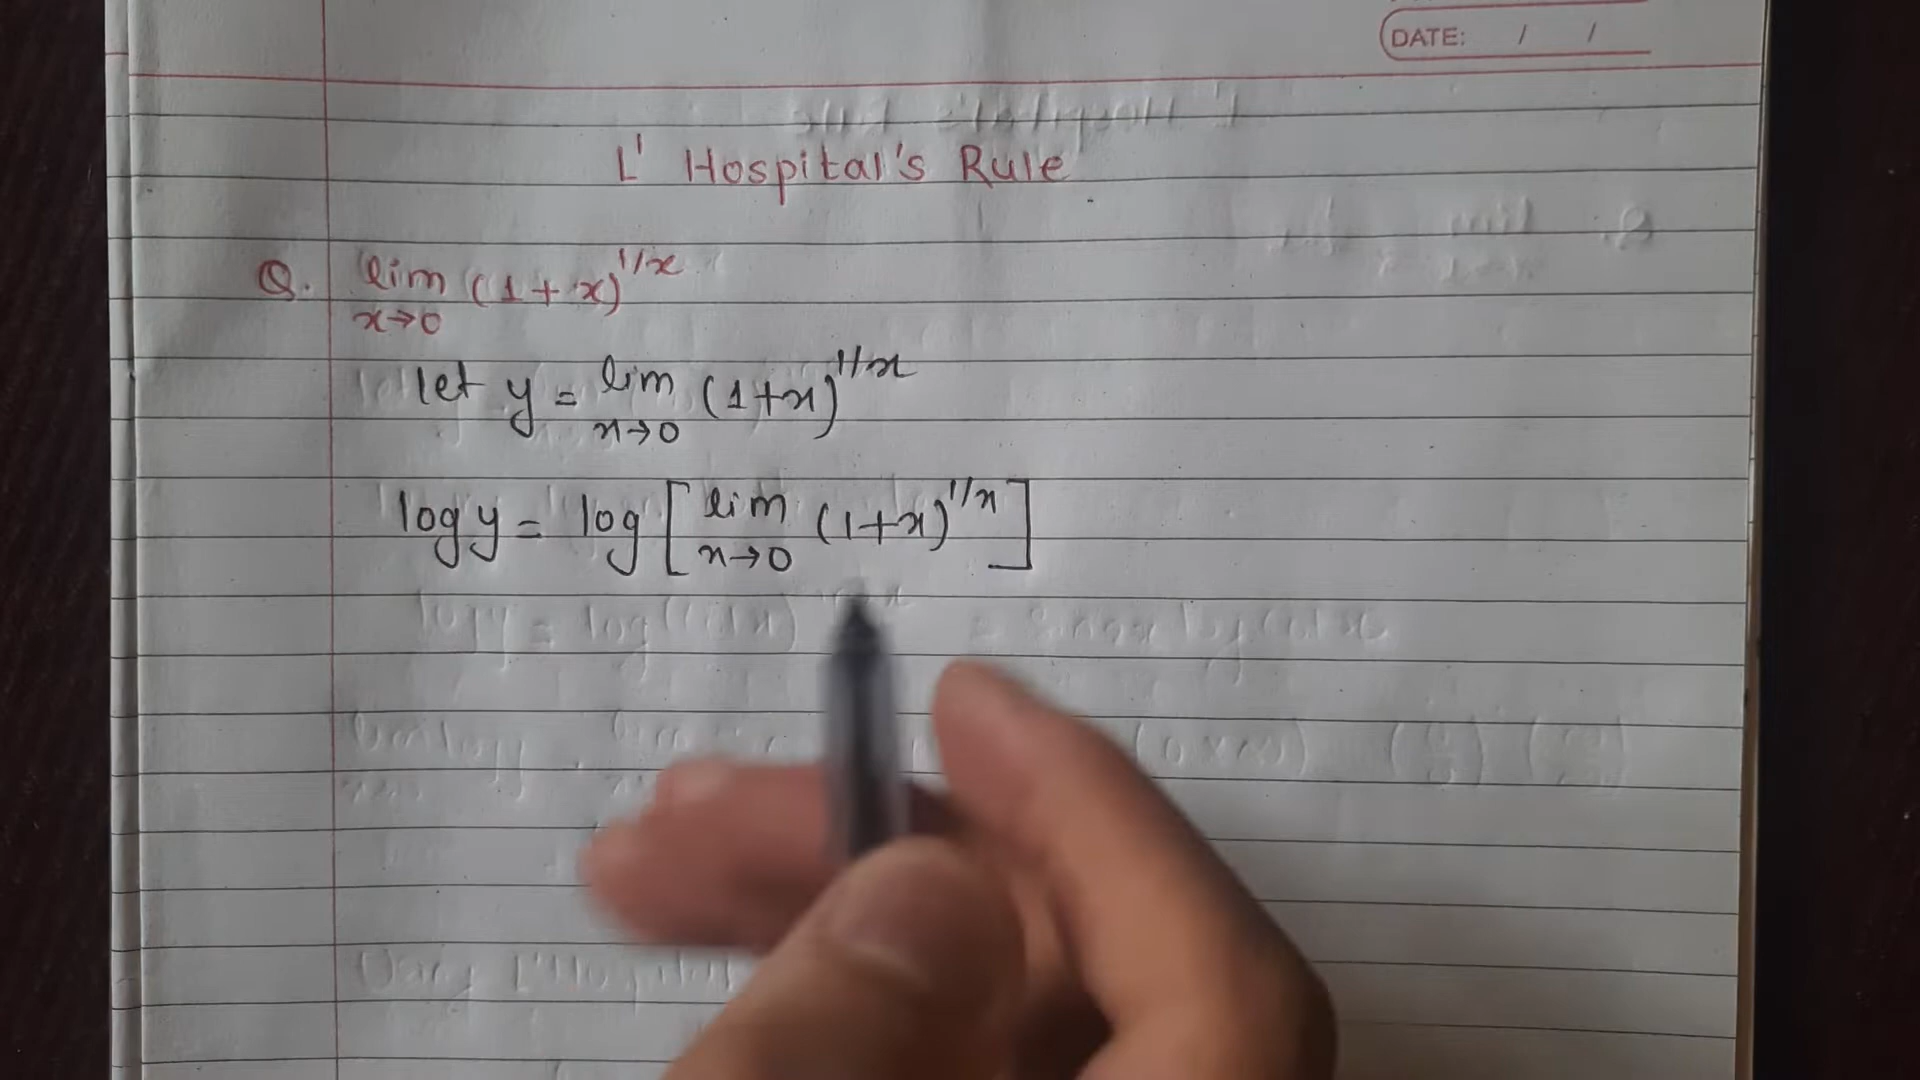 DATE: / /
L' Hospital's Rule
Q. lim (1 + x)^1/x
x→0
let y = lim (1+x)^1/x
x→0
log y = log [ lim (1+x)^1/x ]
x→0